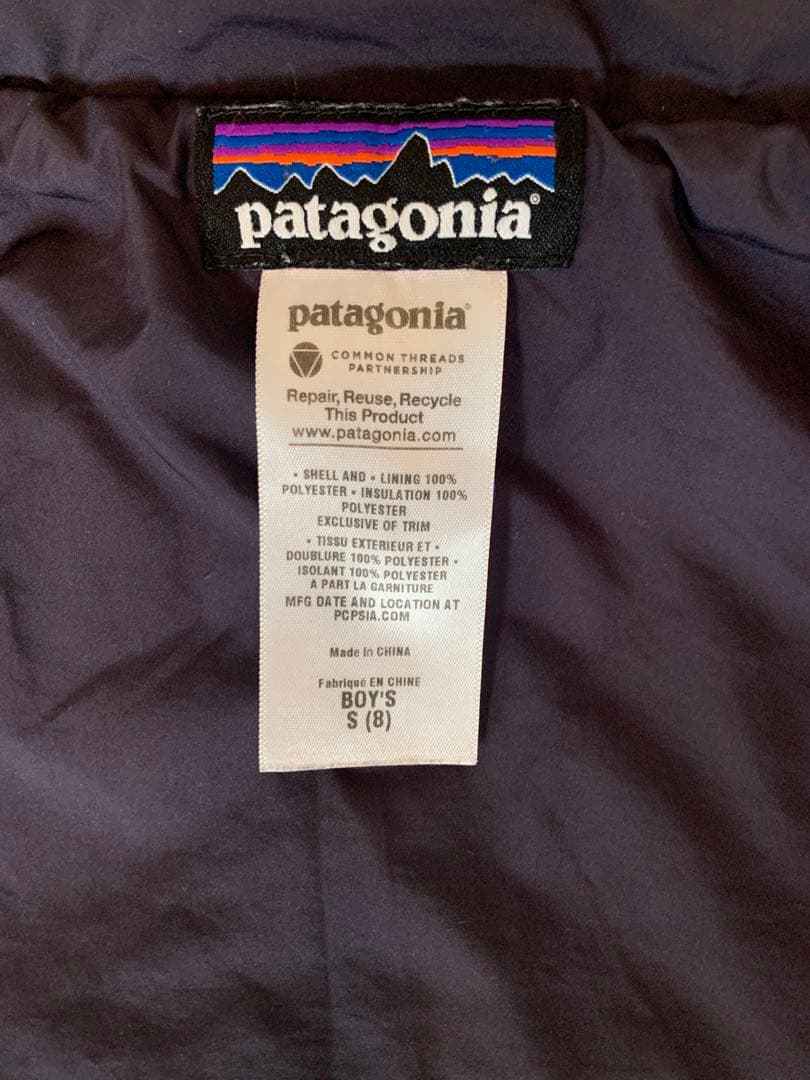 patagonia®
patagonia®
COMMON THREADS
PARTNERSHIP
Repair, Reuse, Recycle
This Product
www.patagonia.com
• SHELL AND • LINING 100%
POLYESTER • INSULATION 100%
POLYESTER
EXCLUSIVE OF TRIM
• TISSU EXTERIEUR ET •
DOUBLURE 100% POLYESTER •
ISOLANT 100% POLYESTER
A PART LA GARNITURE
MFG DATE AND LOCATION AT
PCPSIA.COM
Made in CHINA
Fabriqué EN CHINE
BOY'S
S (8)